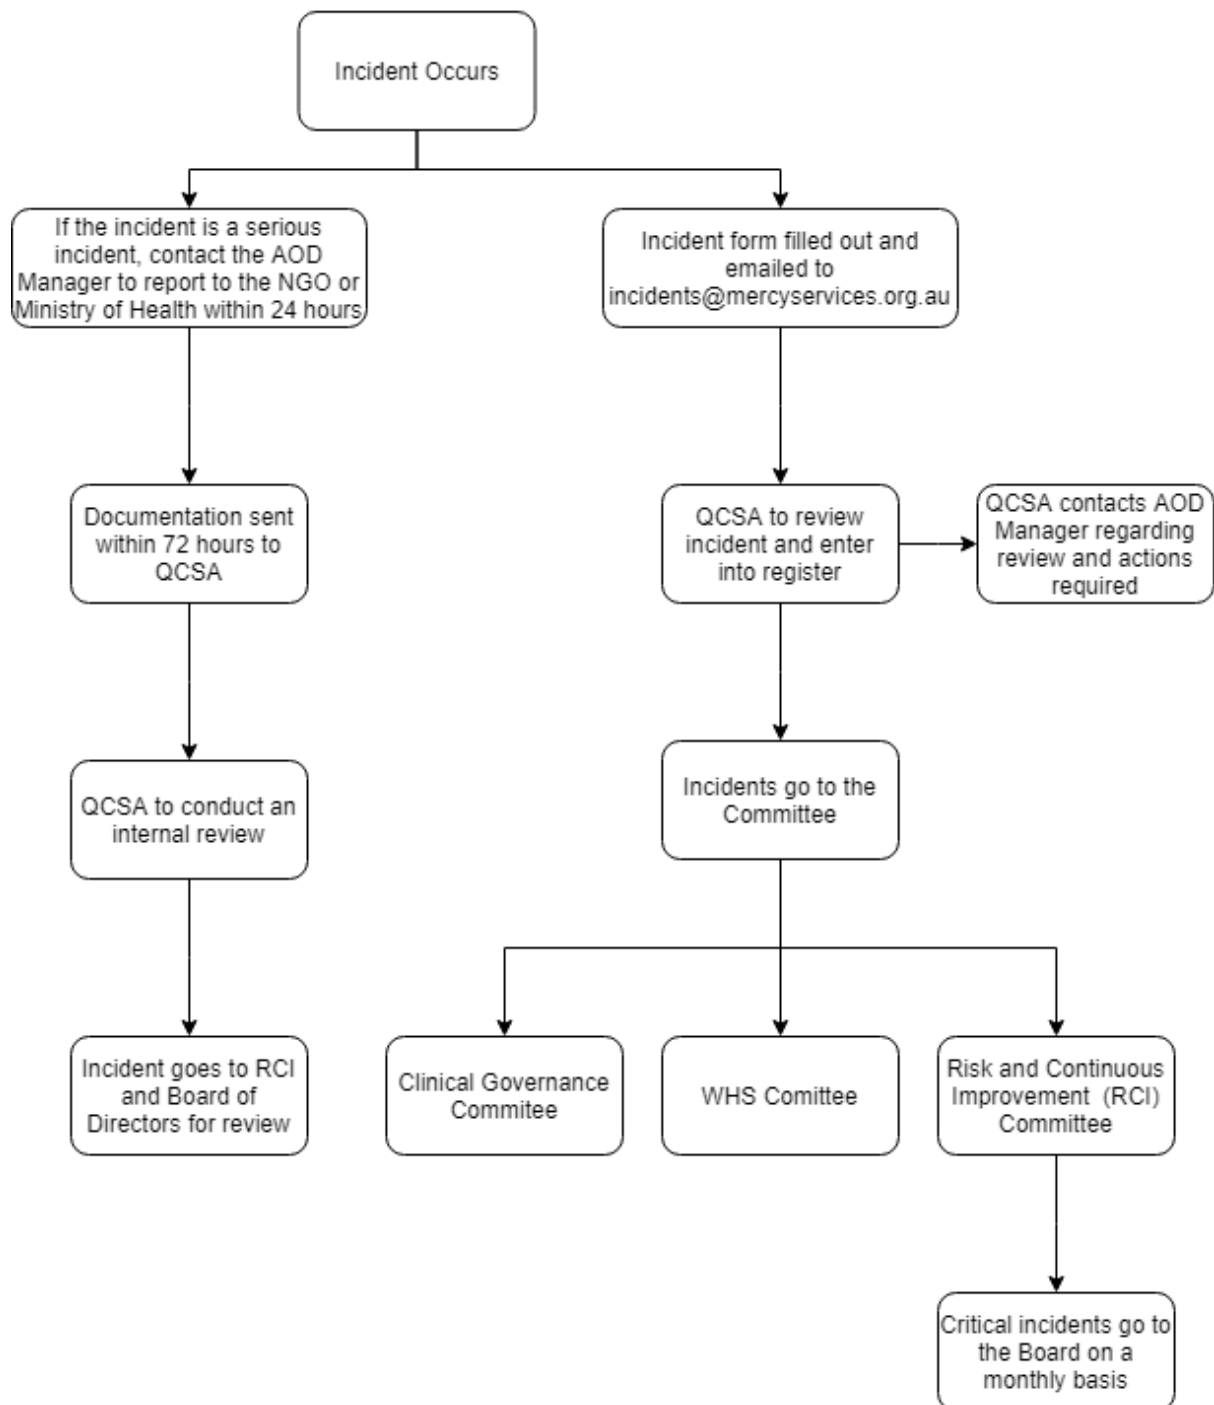 Incident Occurs
If the incident is a serious
incident, contact the AOD
Manager to report to the NGO or
Ministry of Health within 24 hours
Incident form filled out and
emailed to
incidents@mercyservices.org.au
Documentation sent
within 72 hours to
QCSA
QCSA to review
incident and enter
into register
QCSA contacts AOD
Manager regarding
review and actions
required
QCSA to conduct an
internal review
Incidents go to the
Committee
Incident goes to RCI
and Board of
Directors for review
Clinical Governance
Commitee
WHS Comittee
Risk and Continuous
Improvement (RCI)
Committee
Critical incidents go to
the Board on a
monthly basis